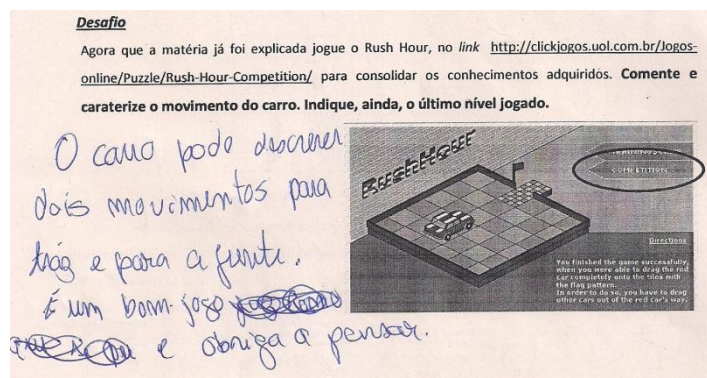 Desafio
Agora que a matéria já foi explicada jogue o Rush Hour, no link http://clickjogos.uol.com.br/Jogos-
online/Puzzle/Rush-Hour-Competition/ para consolidar os conhecimentos adquiridos. Comente e
caraterize o movimento do carro. Indique, ainda, o último nível jogado.
O carro pode descrever
dois movimentos para
trás e para a frente.
É um bom jogo
e obriga a pensar.
RushHour
COMPETITION
Directions
You finished the game successfully,
when you were able to drag the red
car completely onto the tiles with
the flag pattern.
In order to do so, you have to drag
other cars out of the red car's way.